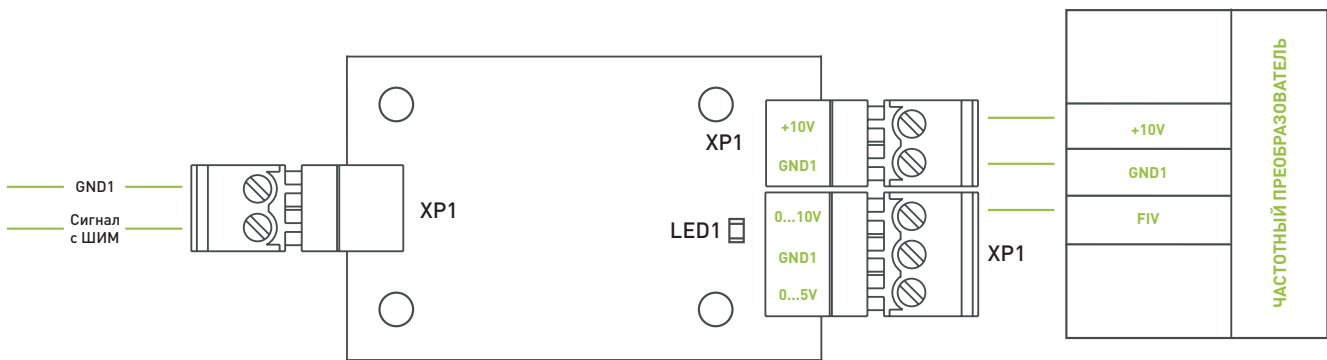 GND1
Сигнал
с ШИМ
XP1
LED1
XP1
+10V
GND1
0...10V
GND1
0...5V
XP1
+10V
GND1
FIV
ЧАСТОТНЫЙ ПРЕОБРАЗОВАТЕЛЬ